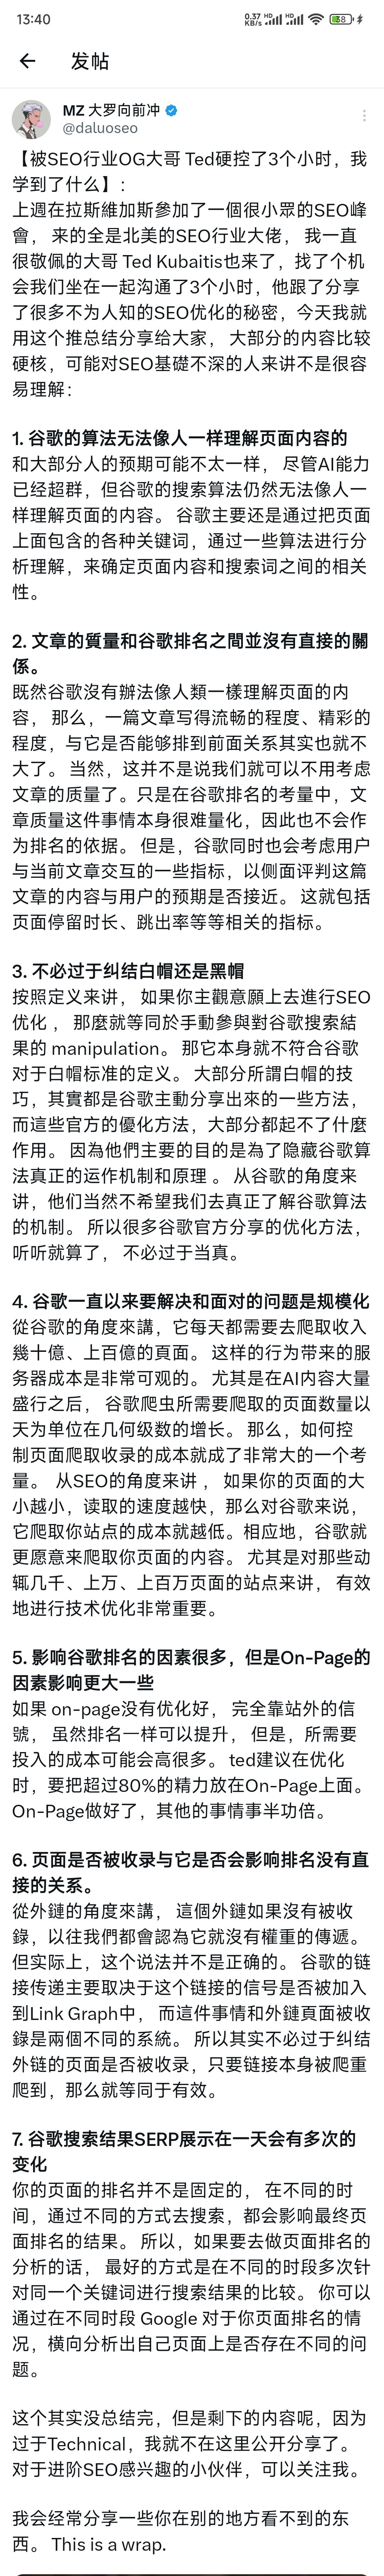 13:40
0.37 KB/s HD HD 58
发帖
MZ 大罗向前冲
@daluoseo
【被SEO行业OG大哥 Ted硬控了3个小时，我
学到了什么】:
上週在拉斯維加斯參加了一個很小眾的SEO峰
會， 来的全是北美的SEO行业大佬， 我一直
很敬佩的大哥 Ted Kubaitis也来了，找了个机
会我们坐在一起沟通了3个小时，他跟了分享
了很多不为人知的SEO优化的秘密，今天我就
用这个推总结分享给大家， 大部分的内容比较
硬核，可能对SEO基礎不深的人来讲不是很容
易理解：
1. 谷歌的算法无法像人一样理解页面内容的
和大部分人的预期可能不太一样， 尽管AI能力
已经超群，但谷歌的搜索算法仍然无法像人一
样理解页面的内容。 谷歌主要还是通过把页面
上面包含的各种关键词，通过一些算法进行分
析理解，来确定页面内容和搜索词之间的相关
性。
2. 文章的質量和谷歌排名之間並沒有直接的關
係。
既然谷歌沒有辦法像人類一樣理解页面的内
容， 那么，一篇文章写得流畅的程度、精彩的
程度，与它是否能够排到前面关系其实也就不
大了。 当然，这并不是说我们就可以不用考虑
文章的质量了。只是在谷歌排名的考量中，文
章质量这件事情本身很难量化，因此也不会作
为排名的依据。 但是，谷歌同时也会考虑用户
与当前文章交互的一些指标，以侧面评判这篇
文章的内容与用户的预期是否接近。 这就包括
页面停留时长、跳出率等等相关的指标。
3. 不必过于纠结白帽还是黑帽
按照定义来讲， 如果你主觀意願上去進行SEO
优化 ，那麼就等同於手動參與對谷歌搜索結
果的 manipulation。 那它本身就不符合谷歌
对于白帽标准的定义。 大部分所謂白帽的技
巧，其實都是谷歌主動分享出來的一些方法，
而這些官方的優化方法，大部分都起不了什麼
作用。 因為他們主要的目的是為了隐藏谷歌算
法真正的运作机制和原理 。 从谷歌的角度来
讲，他们当然不希望我们去真正了解谷歌算法
的机制。 所以很多谷歌官方分享的优化方法，
听听就算了， 不必过于当真。
4. 谷歌一直以来要解决和面对的问题是规模化
從谷歌的角度來講，它每天都需要去爬取收入
幾十億、上百億的頁面。 这样的行为带来的服
务器成本是非常可观的。 尤其是在AI内容大量
盛行之后， 谷歌爬虫所需要爬取的页面数量以
天为单位在几何级数的增长。 那么，如何控
制页面爬取收录的成本就成了非常大的一个考
量。 从SEO的角度来讲 ， 如果你的页面的大
小越小，读取的速度越快，那么对谷歌来说，
它爬取你站点的成本就越低。相应地，谷歌就
更愿意来爬取你页面的内容。 尤其是对那些动
辄几千、上万、上百万页面的站点来讲， 有效
地进行技术优化非常重要。
5. 影响谷歌排名的因素很多，但是On-Page的
因素影响更大一些
如果 on-page没有优化好， 完全靠站外的信
號， 虽然排名一样可以提升， 但是，所需要
投入的成本可能会高很多。 ted建议在优化
时，要把超过80%的精力放在On-Page上面。
On-Page做好了，其他的事情事半功倍。
6. 页面是否被收录与它是否会影响排名没有直
接的关系。
從外鏈的角度來講， 這個外鏈如果沒有被收
錄，以往我們都會認為它就沒有權重的傳遞。
但实际上，这个说法并不是正确的。 谷歌的链
接传递主要取决于这个链接的信号是否被加入
到Link Graph中， 而這件事情和外鏈頁面被收
錄是兩個不同的系統。 所以其实不必过于纠结
外链的页面是否被收录，只要链接本身被爬重
爬到，那么就等同于有效。
7. 谷歌搜索结果SERP展示在一天会有多次的
变化
你的页面的排名并不是固定的， 在不同的时
间，通过不同的方式去搜索，都会影响最终页
面排名的结果。 所以，如果要去做页面排名的
分析的话， 最好的方式是在不同的时段多次针
对同一个关键词进行搜索结果的比较。 你可以
通过在不同时段 Google 对于你页面排名的情
况，横向分析出自己页面上是否存在不同的问
题。
这个其实没总结完，但是剩下的内容呢，因为
过于Technical，我就不在这里公开分享了。
对于进阶SEO感兴趣的小伙伴，可以关注我。
我会经常分享一些你在别的地方看不到的东
西。 This is a wrap.